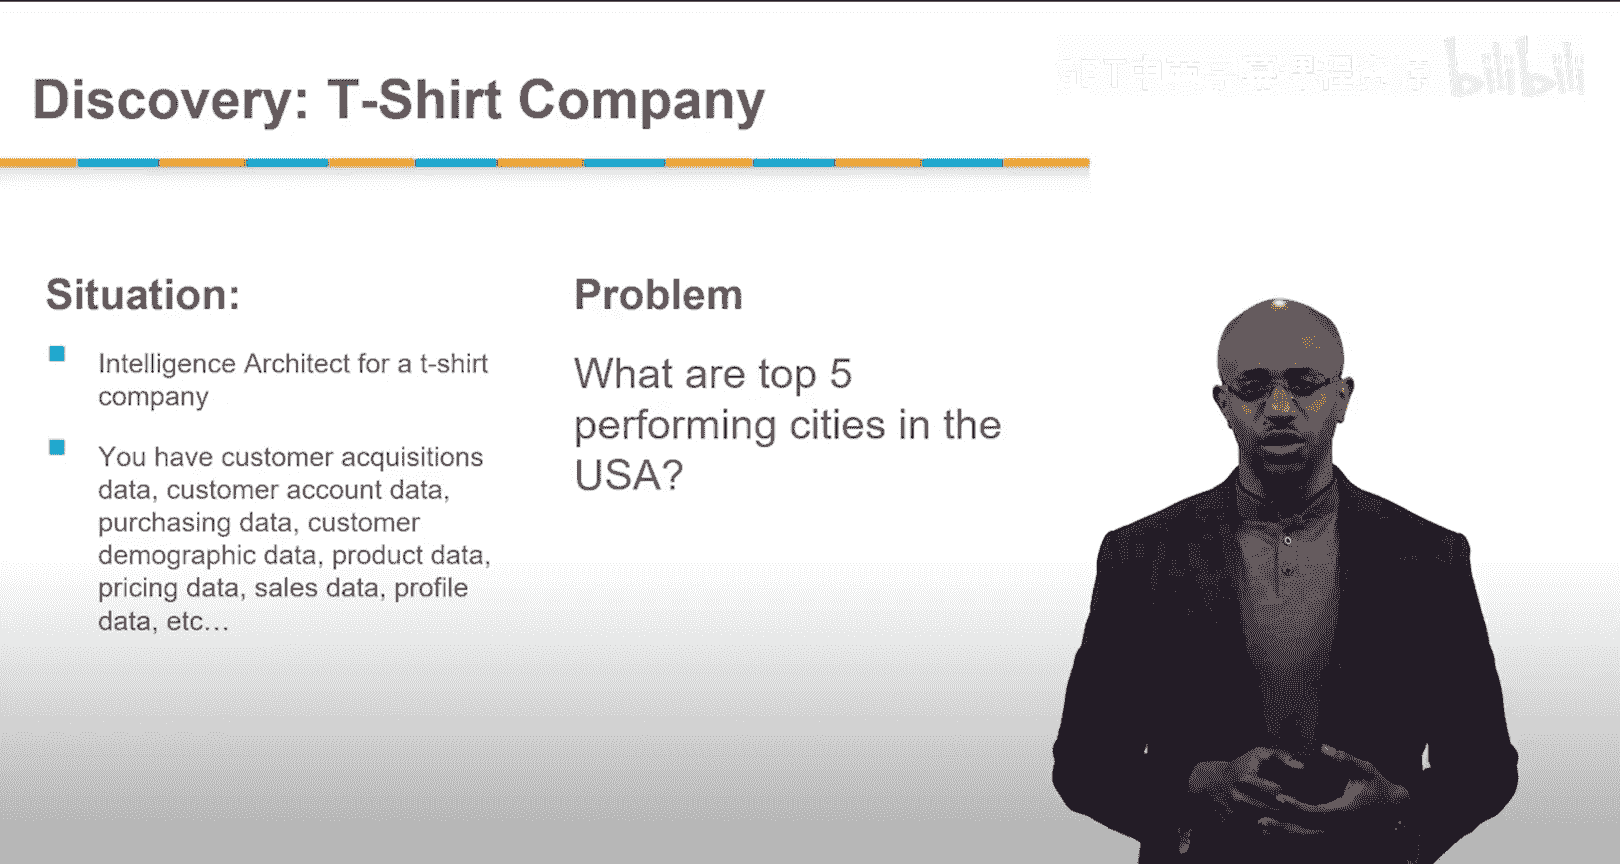 Discovery: T-Shirt Company
bilibili
Situation:
Intelligence Architect for a t-shirt
company
You have customer acquisitions
data, customer account data,
purchasing data, customer
demographic data, product data,
pricing data, sales data, profile
data, etc...
Problem
What are top 5
performing cities in the
USA?